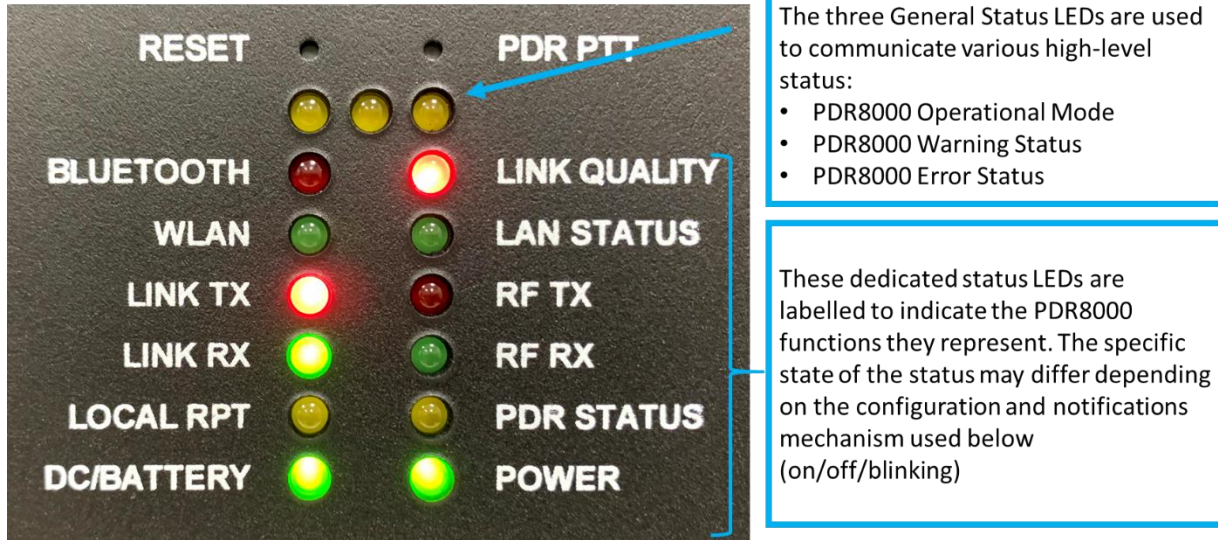 RESET PDR PTT
BLUETOOTH LINK QUALITY
WLAN LAN STATUS
LINK TX RF TX
LINK RX RF RX
LOCAL RPT PDR STATUS
DC/BATTERY POWER
The three General Status LEDs are used
to communicate various high-level
status:
• PDR8000 Operational Mode
• PDR8000 Warning Status
• PDR8000 Error Status
These dedicated status LEDs are
labelled to indicate the PDR8000
functions they represent. The specific
state of the status may differ depending
on the configuration and notifications
mechanism used below
(on/off/blinking)